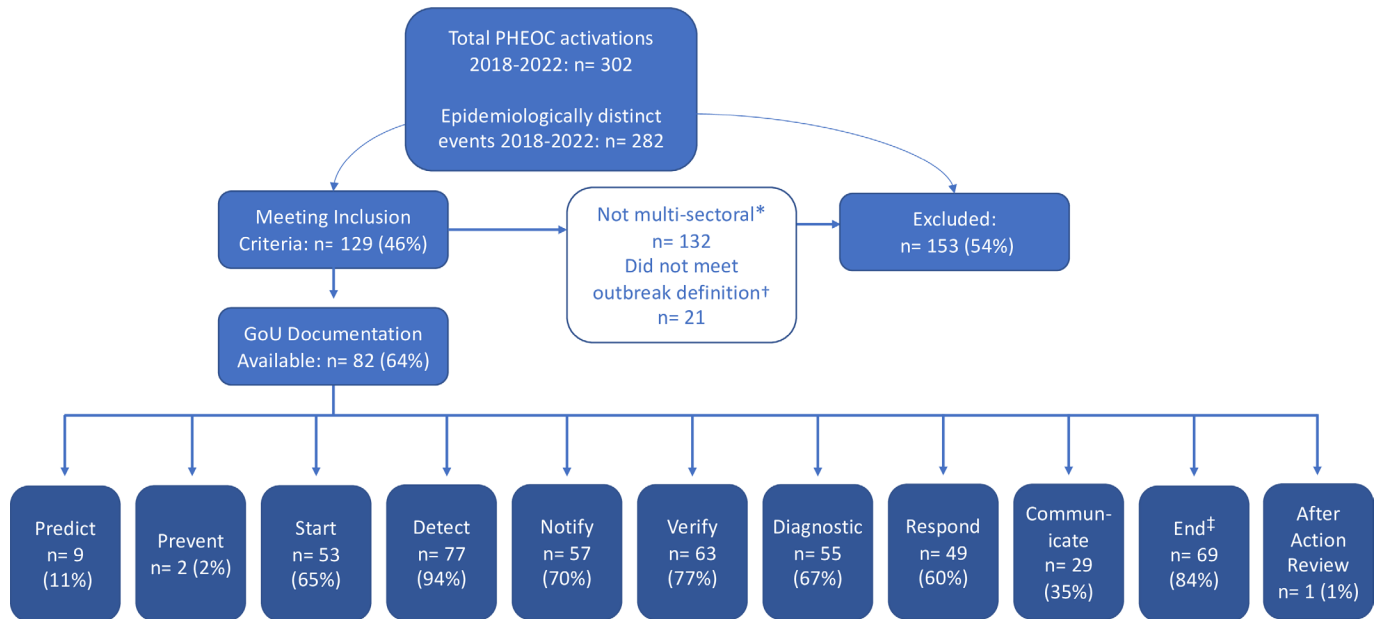 Total PHEOC activations
2018-2022: n= 302
Epidemiologically distinct
events 2018-2022: n= 282
Meeting Inclusion
Criteria: n= 129 (46%)
Not multi-sectoral*
n= 132
Did not meet
outbreak definition†
n= 21
Excluded:
n= 153 (54%)
GoU Documentation
Available: n= 82 (64%)
Predict
n= 9
(11%)
Prevent
n= 2 (2%)
Start
n= 53
(65%)
Detect
n= 77
(94%)
Notify
n= 57
(70%)
Verify
n= 63
(77%)
Diagnostic
n= 55
(67%)
Respond
n= 49
(60%)
Commun-
icate
n= 29
(35%)
End‡
n= 69
(84%)
After
Action
Review
n= 1 (1%)